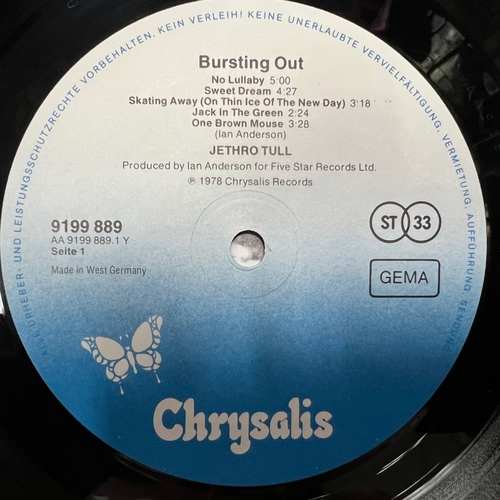 ALLE URHEBER- UND LEISTUNGSSCHUTZRECHTE VORBEHALTEN. KEIN VERLEIH! KEINE UNERLAUBTE VERVIELFÄLTIGUNG, VERMIETUNG, AUFFÜHRUNG, SENDUNG!
Bursting Out
No Lullaby 5:00
Sweet Dream 4:27
Skating Away (On Thin Ice Of The New Day) 3:18
Jack In The Green 2:24
One Brown Mouse 3:28
(Ian Anderson)
JETHRO TULL
Produced by Ian Anderson for Five Star Records Ltd.
℗ 1978 Chrysalis Records
9199 889
AA 9199 889.1 Y
Seite 1
Made in West Germany
ST 33
GEMA
Chrysalis